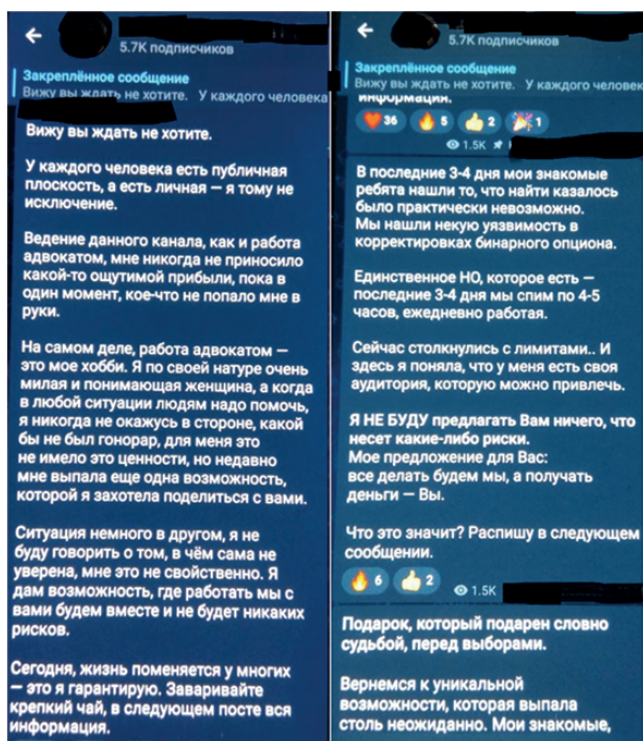 5.7K подписчиков
Закреплённое сообщение
Вижу вы ждать не хотите. У каждого человека
Вижу вы ждать не хотите.
У каждого человека есть публичная
плоскость, а есть личная — я тому не
исключение.
Ведение данного канала, как и работа
адвокатом, мне никогда не приносило
какой-то ощутимой прибыли, пока в
один момент, кое-что не попало мне в
руки.
На самом деле, работа адвокатом —
это мое хобби. Я по своей натуре очень
милая и понимающая женщина, а когда
в любой ситуации людям надо помочь,
я никогда не окажусь в стороне, какой
бы не был гонорар, для меня это
не имело это ценности, но недавно
мне выпала еще одна возможность,
которой я захотела поделиться с вами.
Ситуация немного в другом, я не
буду говорить о том, в чём сама не
уверена, мне это не свойственно. Я
дам возможность, где работать мы с
вами будем вместе и не будет никаких
рисков.
Сегодня, жизнь поменяется у многих
— это я гарантирую. Заваривайте
крепкий чай, в следующем посте вся
информация.
5.7K подписчиков
Закреплённое сообщение
Вижу вы ждать не хотите. У каждого человек
информация.
36 5 2 1
1.5K
В последние 3-4 дня мои знакомые
ребята нашли то, что найти казалось
было практически невозможно.
Мы нашли некую уязвимость в
корректировках бинарного опциона.
Единственное НО, которое есть —
последние 3-4 дня мы спим по 4-5
часов, ежедневно работая.
Сейчас столкнулись с лимитами.. И
здесь я поняла, что у меня есть своя
аудитория, которую можно привлечь.
Я НЕ БУДУ предлагать Вам ничего, что
несет какие-либо риски.
Мое предложение для Вас:
все делать будем мы, а получать
деньги — Вы.
Что это значит? Распишу в следующем
сообщении.
6 2 1.5K
Подарок, который подарен словно
судьбой, перед выборами.
Вернемся к уникальной
возможности, которая выпала
столь неожиданно. Мои знакомые,